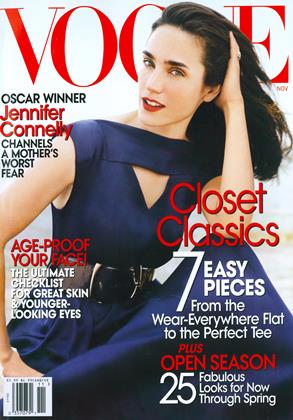 VOGUE
NOV
OSCAR WINNER
Jennifer
Connelly
CHANNELS
A MOTHER'S
WORST
FEAR
Closet
Classics
7 EASY
PIECES
From the
Wear-Everywhere Flat
to the Perfect Tee
AGE-PROOF
YOUR FACE!
THE ULTIMATE
CHECKLIST
FOR GREAT SKIN
& YOUNGER-
LOOKING EYES
PLUS
OPEN SEASON
25 Fabulous
Looks for Now
Through Spring